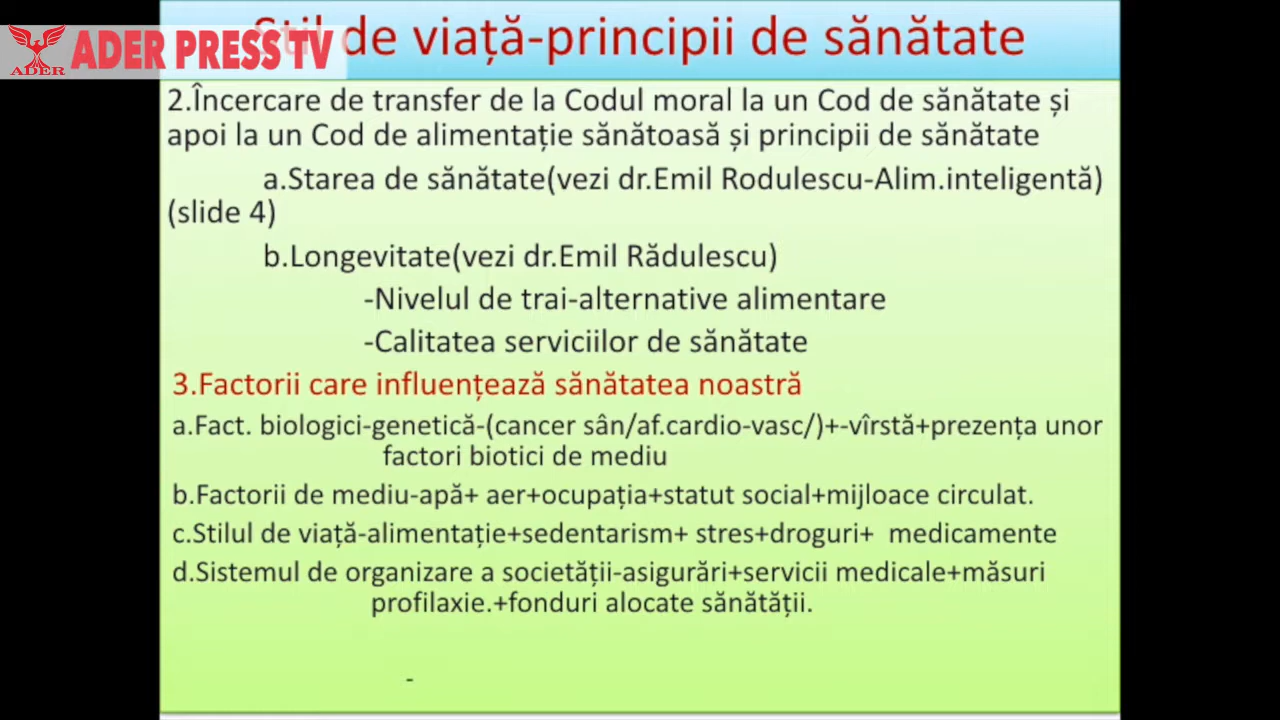 ADER PRESS TV
ADER
Stil de viață-principii de sănătate
2.Încercare de transfer de la Codul moral la un Cod de sănătate și
apoi la un Cod de alimentație sănătoasă și principii de sănătate
a.Starea de sănătate(vezi dr.Emil Rodulescu-Alim.inteligentă)
(slide 4)
b.Longevitate(vezi dr.Emil Rădulescu)
-Nivelul de trai-alternative alimentare
-Calitatea serviciilor de sănătate
3.Factorii care influențează sănătatea noastră
a.Fact. biologici-genetică-(cancer sân/af.cardio-vasc/)+-vîrstă+prezența unor
factori biotici de mediu
b.Factorii de mediu-apă+ aer+ocupația+statut social+mijloace circulat.
c.Stilul de viață-alimentație+sedentarism+ stres+droguri+ medicamente
d.Sistemul de organizare a societății-asigurări+servicii medicale+măsuri
profilaxie.+fonduri alocate sănătății.
-